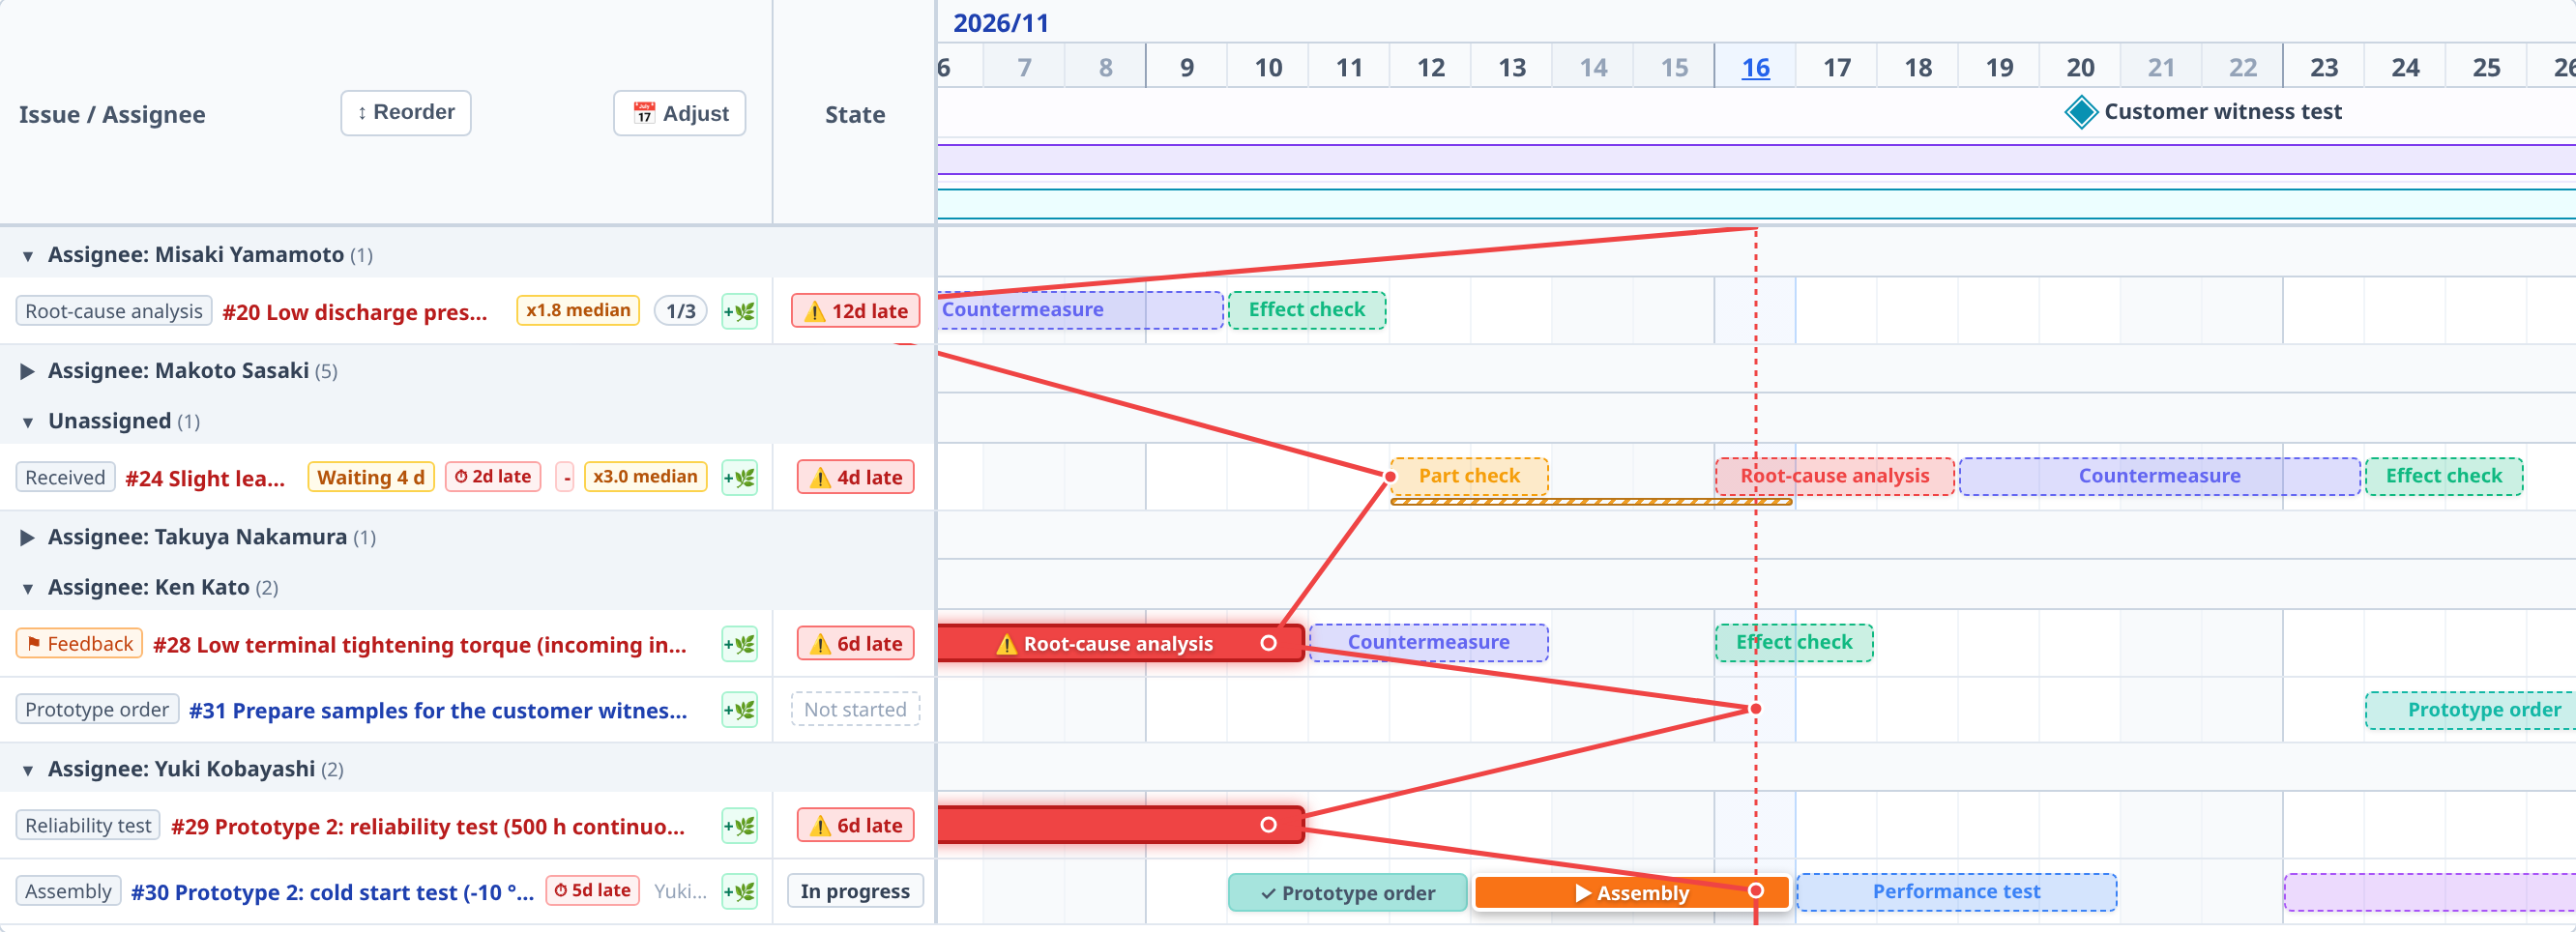 2026/11
6 7 8 9 10 11 12 13 14 15 16 17 18 19 20 21 22 23 24 25 26
Issue / Assignee ↕ Reorder 📅 Adjust State
Customer witness test
▼ Assignee: Misaki Yamamoto (1)
Root-cause analysis #20 Low discharge pres... x1.8 median 1/3 +🌿 ⚠️ 12d late Countermeasure Effect check
▶ Assignee: Makoto Sasaki (5)
▼ Unassigned (1)
Received #24 Slight lea... Waiting 4 d ⏱ 2d late - x3.0 median +🌿 ⚠️ 4d late Part check Root-cause analysis Countermeasure Effect check
▶ Assignee: Takuya Nakamura (1)
▼ Assignee: Ken Kato (2)
⚑ Feedback #28 Low terminal tightening torque (incoming in... +🌿 ⚠️ 6d late ⚠️ Root-cause analysis Countermeasure Effect check
Prototype order #31 Prepare samples for the customer witnes... +🌿 Not started Prototype order
▼ Assignee: Yuki Kobayashi (2)
Reliability test #29 Prototype 2: reliability test (500 h continuo... +🌿 ⚠️ 6d late
Assembly #30 Prototype 2: cold start test (-10 °... ⏱ 5d late Yuki... +🌿 In progress ✓ Prototype order ▶ Assembly Performance test